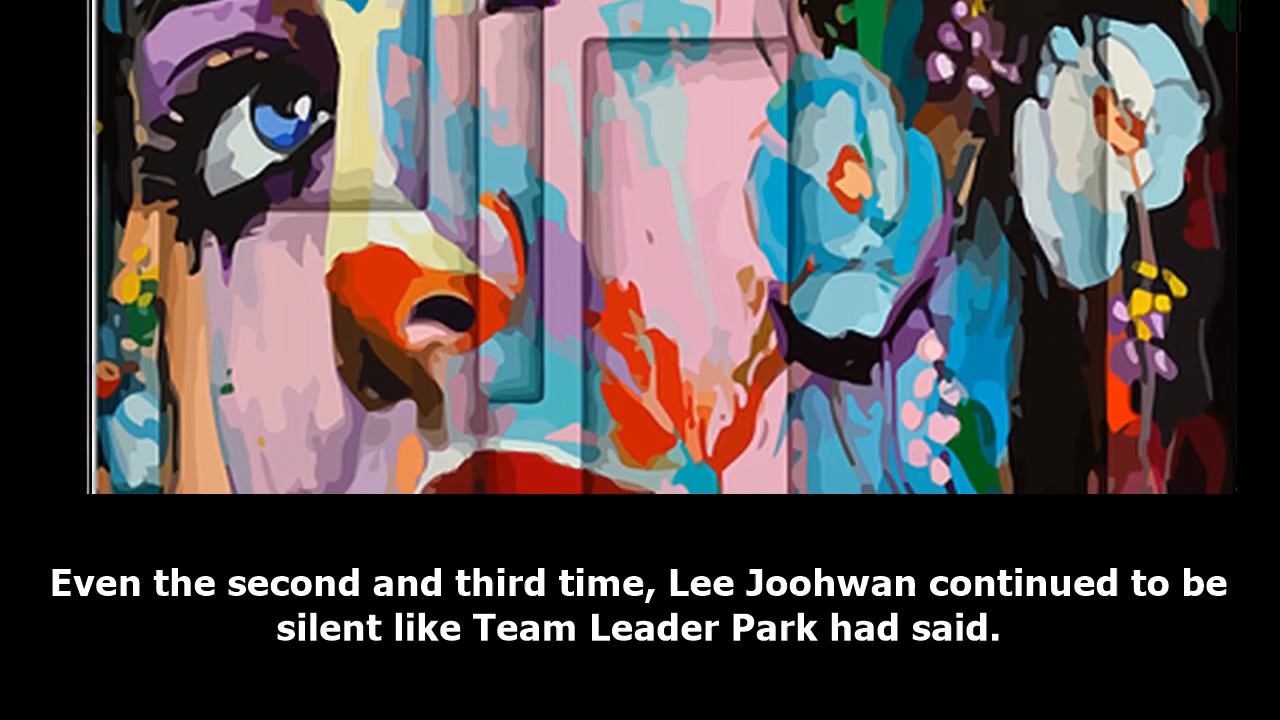 Even the second and third time, Lee Joohwan continued to be
silent like Team Leader Park had said.